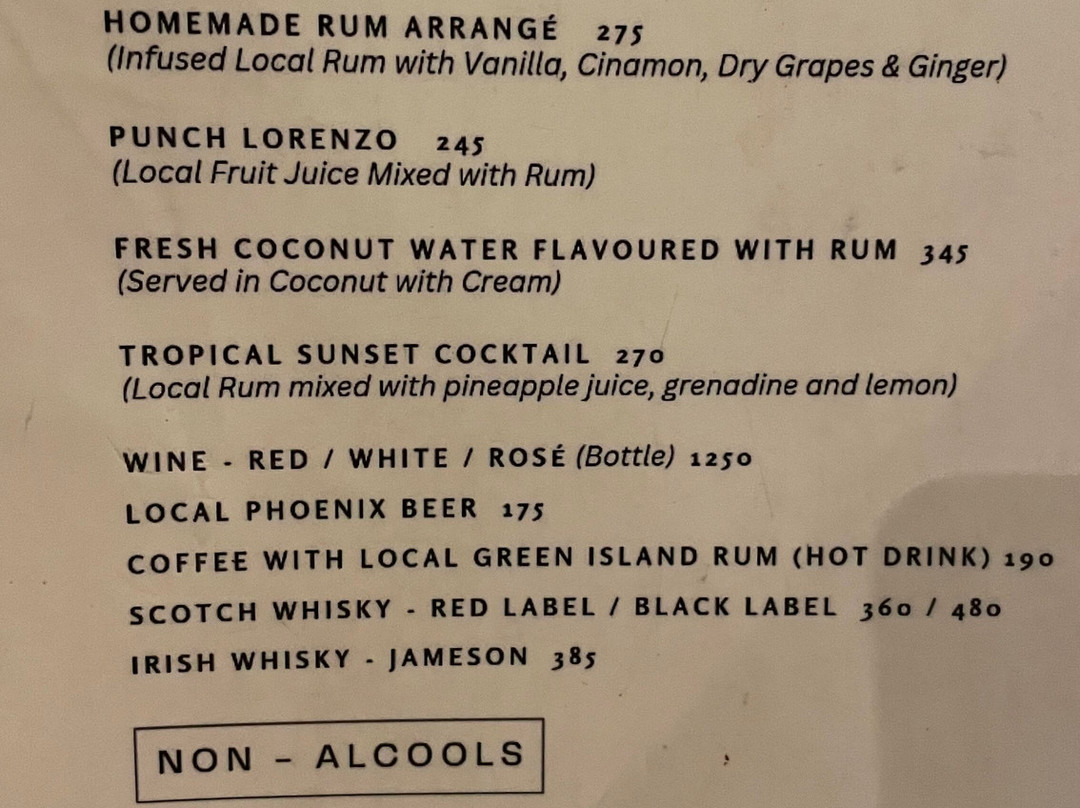 HOMEMADE RUM ARRANGÉ 275
(Infused Local Rum with Vanilla, Cinamon, Dry Grapes & Ginger)
PUNCH LORENZO 245
(Local Fruit Juice Mixed with Rum)
FRESH COCONUT WATER FLAVOURED WITH RUM 345
(Served in Coconut with Cream)
TROPICAL SUNSET COCKTAIL 270
(Local Rum mixed with pineapple juice, grenadine and lemon)
WINE - RED / WHITE / ROSÉ (Bottle) 1250
LOCAL PHOENIX BEER 175
COFFEE WITH LOCAL GREEN ISLAND RUM (HOT DRINK) 190
SCOTCH WHISKY - RED LABEL / BLACK LABEL 360 / 480
IRISH WHISKY - JAMESON 385
NON - ALCOOLS